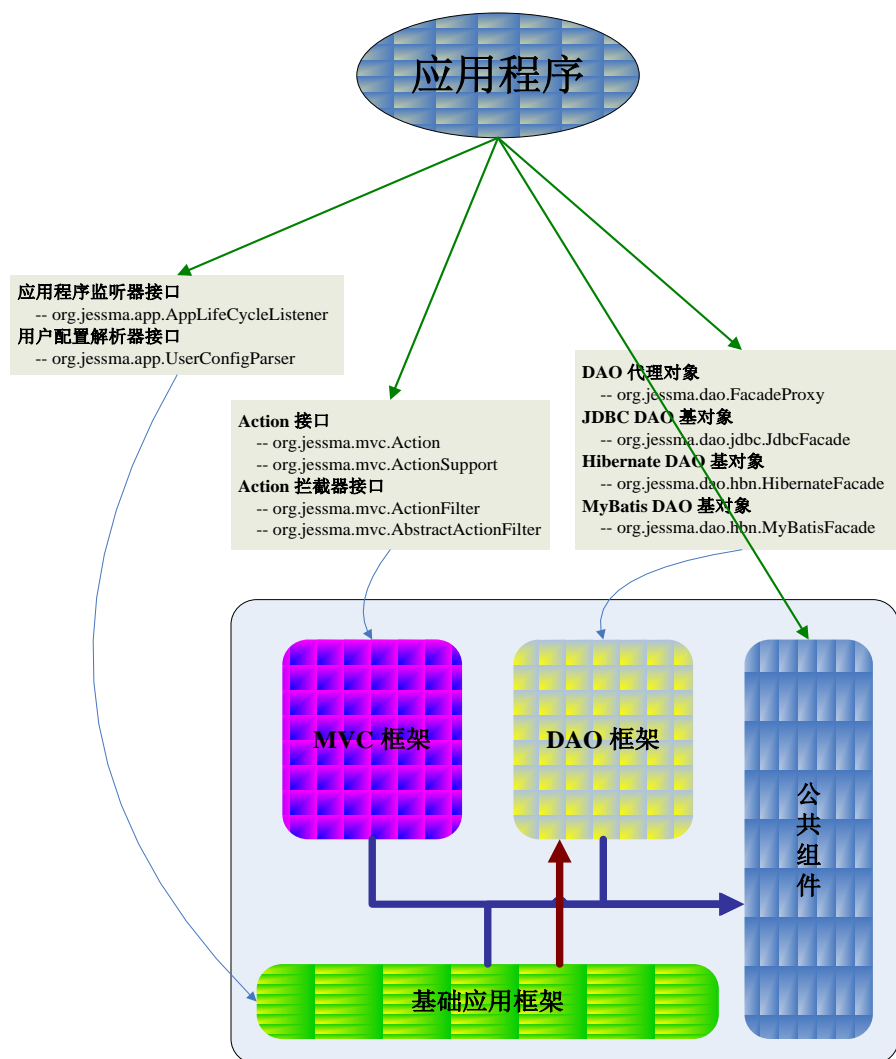 应用程序
应用程序监听器接口
-- org.jessma.app.AppLifeCycleListener
用户配置解析器接口
-- org.jessma.app.UserConfigParser
Action 接口
-- org.jessma.mvc.Action
-- org.jessma.mvc.ActionSupport
Action 拦截器接口
-- org.jessma.mvc.ActionFilter
-- org.jessma.mvc.AbstractActionFilter
DAO 代理对象
-- org.jessma.dao.FacadeProxy
JDBC DAO 基对象
-- org.jessma.dao.jdbc.JdbcFacade
Hibernate DAO 基对象
-- org.jessma.dao.hbn.HibernateFacade
MyBatis DAO 基对象
-- org.jessma.dao.hbn.MyBatisFacade
MVC 框架
DAO 框架
公共组件
基础应用框架